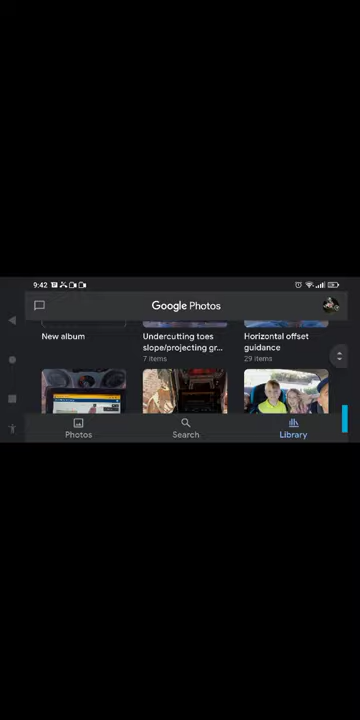 9:42
Google Photos
New album
Undercutting toes
slope/projecting gr...
7 items
Horizontal offset
guidance
29 items
Photos
Search
Library